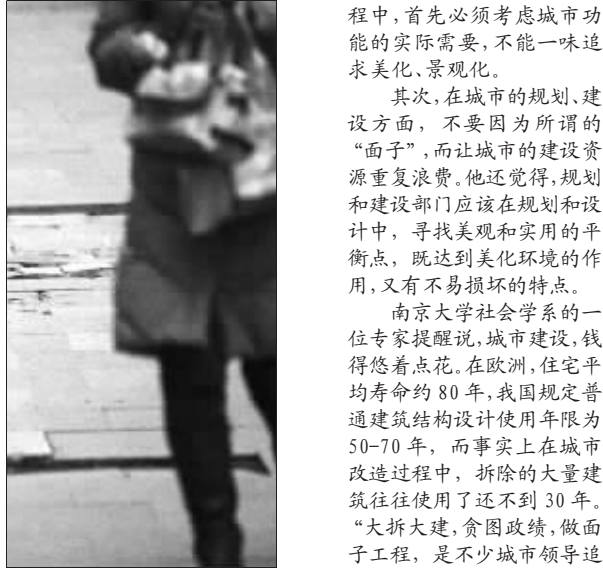 程中,首先必须考虑城市功
能的实际需要,不能一味追
求美化、景观化。
其次,在城市的规划、建
设方面，不要因为所谓的
“面子”,而让城市的建设资
源重复浪费。他还觉得,规划
和建设部门应该在规划和设
计中，寻找美观和实用的平
衡点，既达到美化环境的作
用,又有不易损坏的特点。
南京大学社会学系的一
位专家提醒说,城市建设,钱
得悠着点花。在欧洲,住宅平
均寿命约80年,我国规定普
通建筑结构设计使用年限为
50-70年，而事实上在城市
改造过程中，拆除的大量建
筑往往使用了还不到30年。
“大拆大建,贪图政绩,做面
子工程，是不少城市领导追